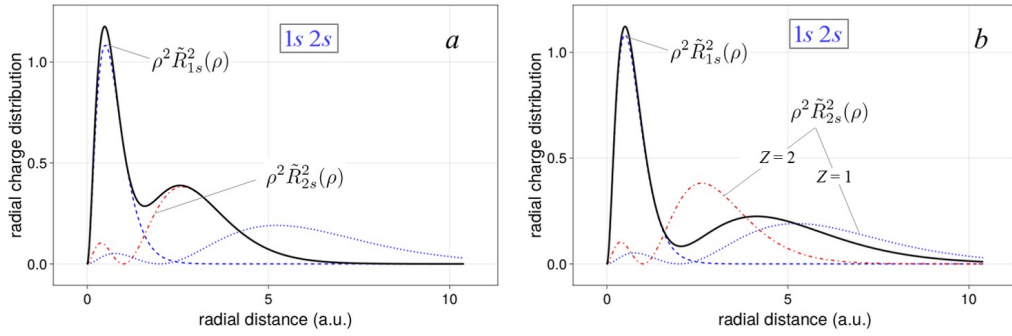 1s 2s
a
ρ²R̃²₁ₛ(ρ)
ρ²R̃²₂ₛ(ρ)
radial charge distribution
1.0
0.5
0.0
0
5
10
radial distance (a.u.)
1s 2s
b
ρ²R̃²₁ₛ(ρ)
ρ²R̃²₂ₛ(ρ)
Z = 2
Z = 1
radial charge distribution
1.0
0.5
0.0
0
5
10
radial distance (a.u.)